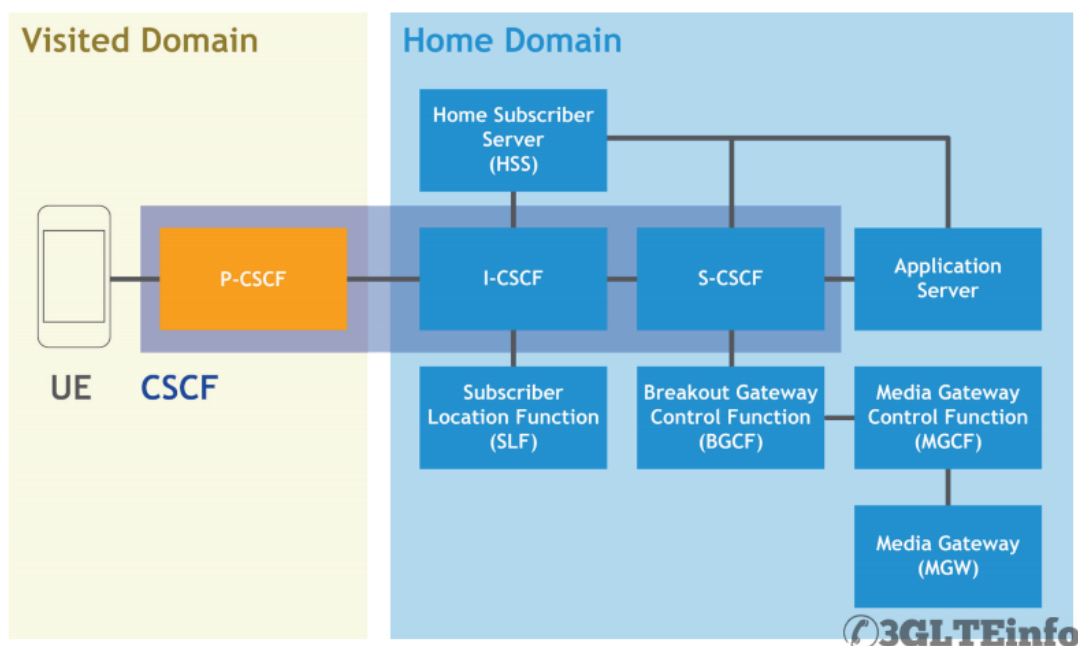 Visited Domain
Home Domain
Home Subscriber
Server
(HSS)
P-CSCF
I-CSCF
S-CSCF
Application
Server
UE
CSCF
Subscriber
Location Function
(SLF)
Breakout Gateway
Control Function
(BGCF)
Media Gateway
Control Function
(MGCF)
Media Gateway
(MGW)
3GLTEinfo